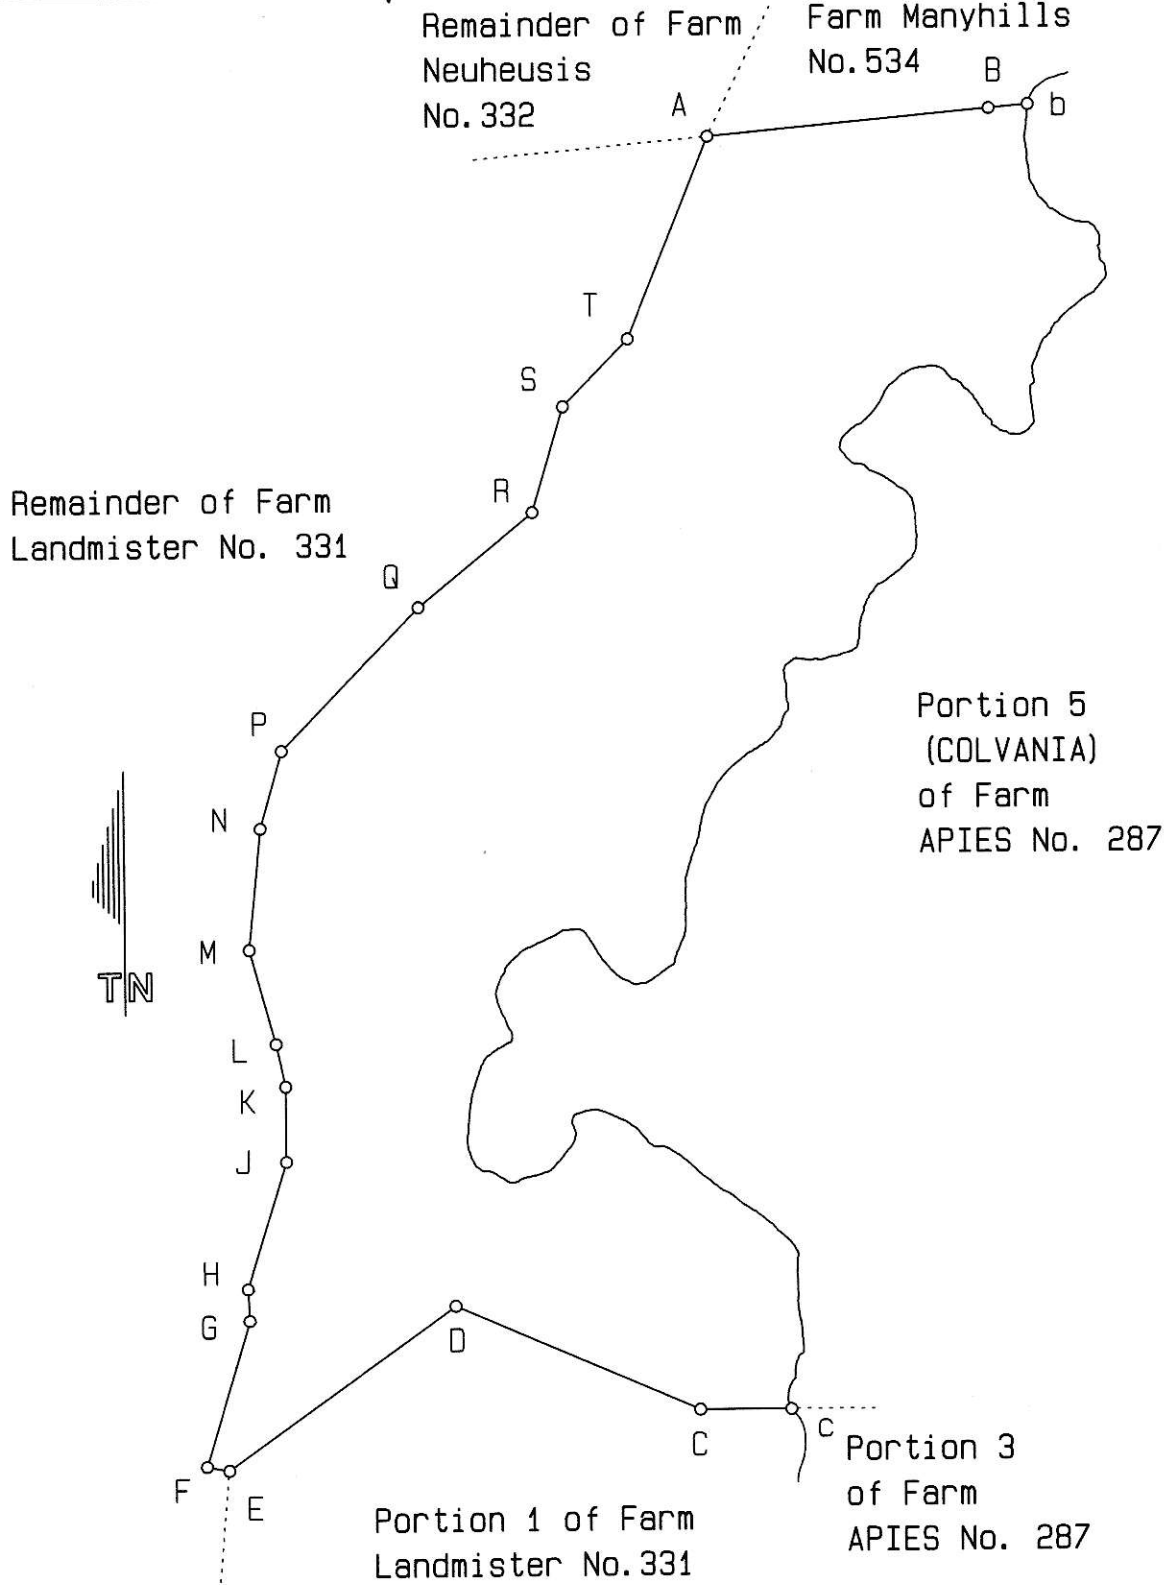 Remainder of Farm
Neuheusis
No. 332
Farm Manyhills
No. 534
A
B
b
T
S
R
Remainder of Farm
Landmister No. 331
Q
P
Portion 5
(COLVANIA)
of Farm
APIES No. 287
N
M
TN
L
K
J
H
G
D
C
c
F
E
Portion 3
of Farm
APIES No. 287
Portion 1 of Farm
Landmister No. 331